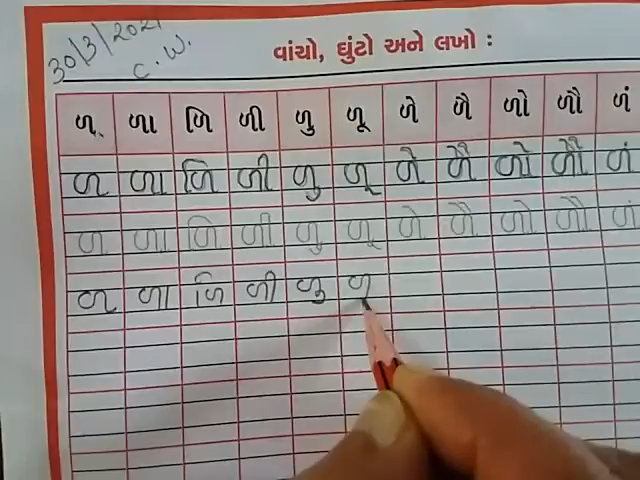 30/3/2021
C.W.
વાંચો, ઘુંટો અને લખો :
ળ ળા ળિ ળી ળુ ળૂ ળે ળૈ ળો ળૌ ળં
ળ ળા ળિ ળી ળુ ળૂ ળે ળૈ ળો ળૌ ળં
ળ ળા ળિ ળી ળુ ળૂ ળે ળૈ ળો ળૌ ળં
ળ ળા ળિ ળી ળુ ળ